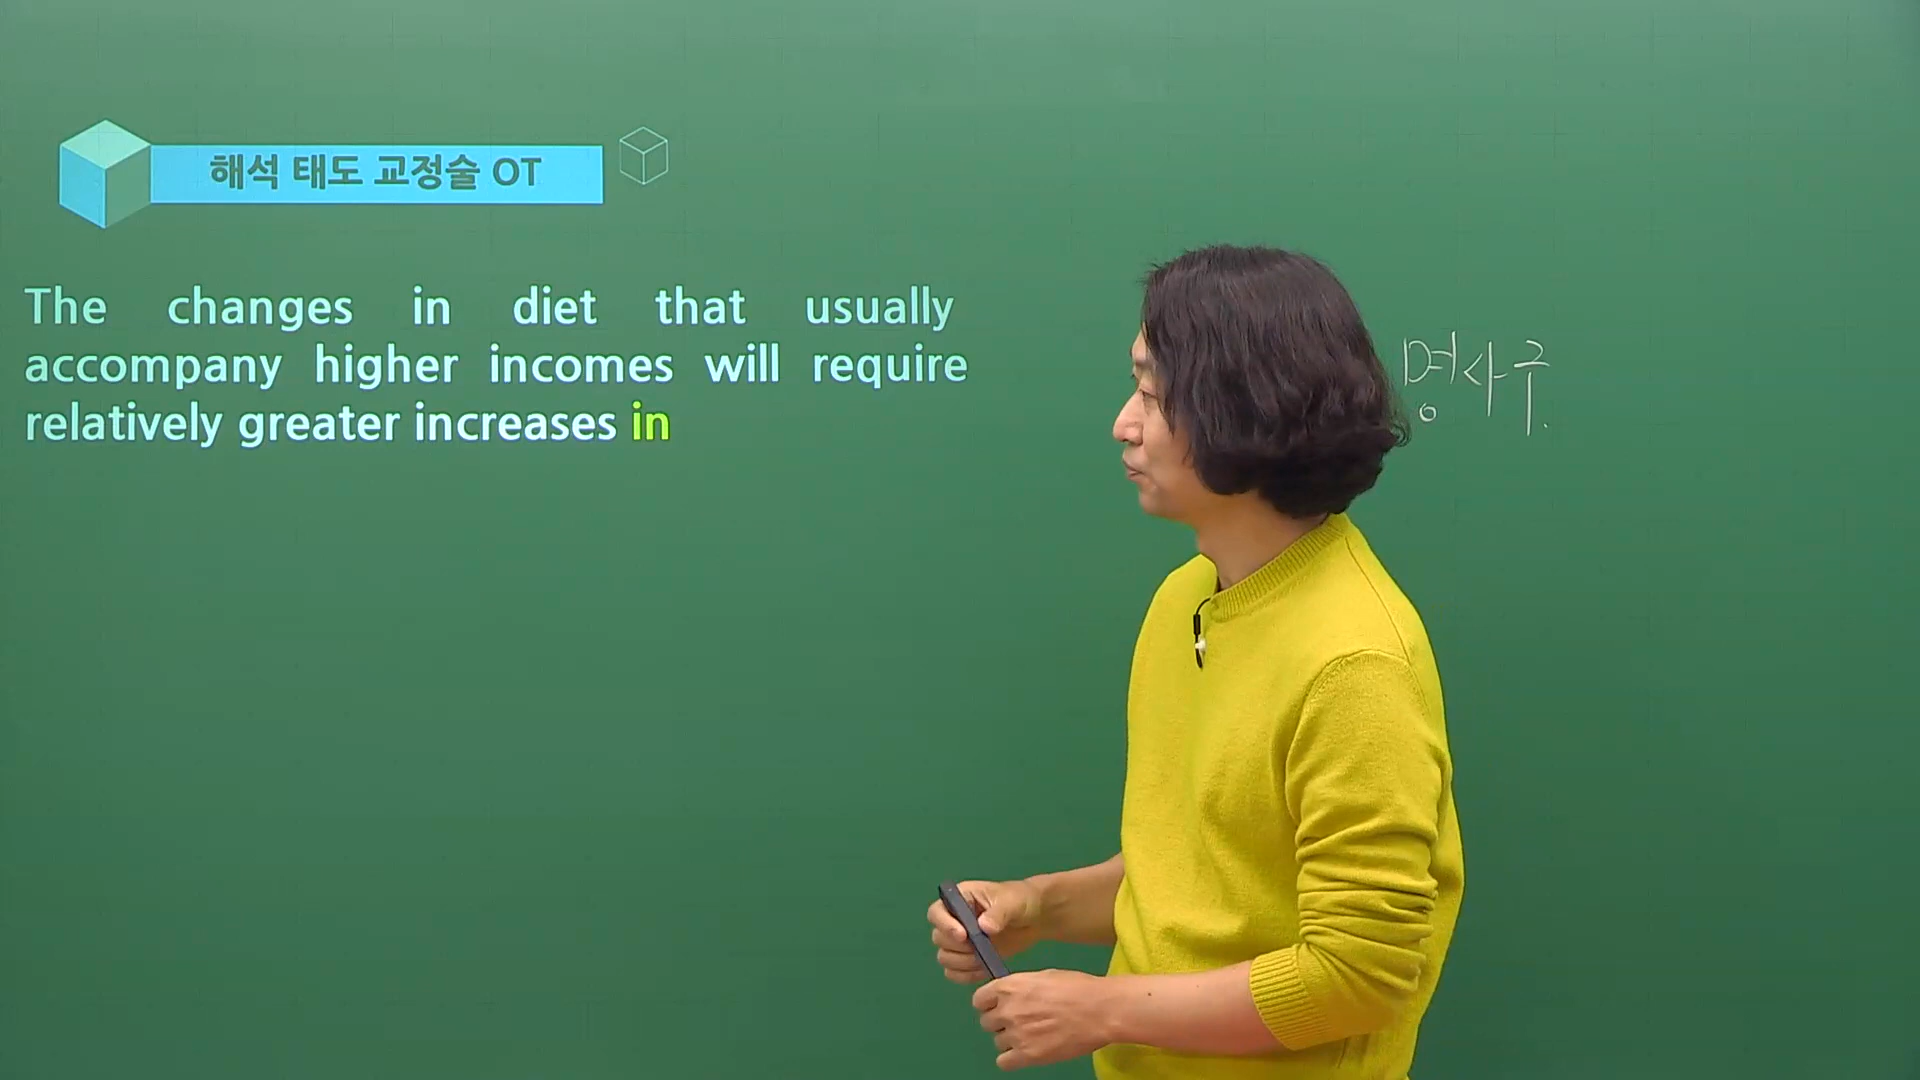 해석 태도 교정술 OT
The changes in diet that usually
accompany higher incomes will require
relatively greater increases in
명사구.